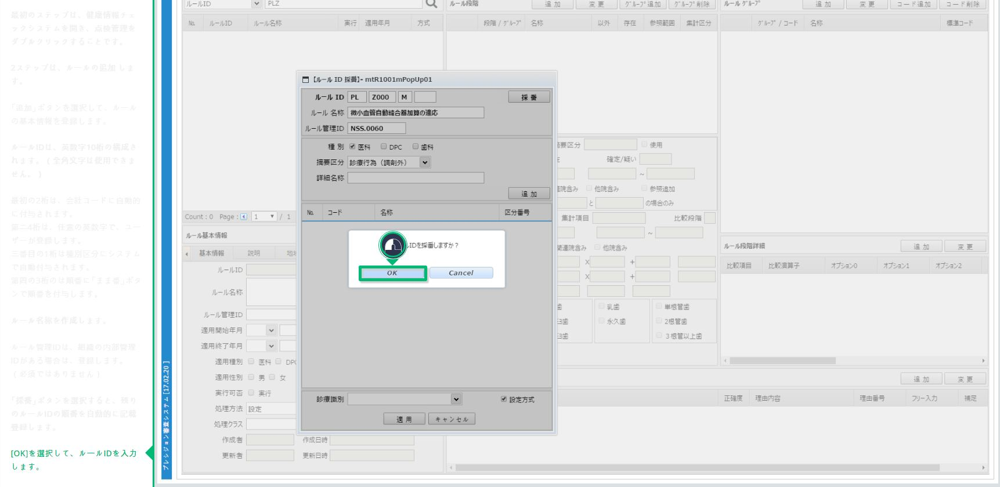 最初のステップは、健康情報チェ
ックシステムを開き、点検管理を
ダブルクリックすることです。
2ステップは、ルールの追加 しま
す。
「追加」ボタンを選択して、ルール
の基本情報を登録します。
ルールIDは、英数字10桁の構成さ
れます。 ( 全角文字は使用できま
せん。 )
最初の2桁は、会計コードに自動的
に付与されます。
第二4桁は、任意の英数字で、ユー
ザーが登録します。
三番目の1桁は種別区分にシステム
で自動付与されます。
第四の3桁のは順番に「まま番」ボタ
ンで順番を付与します。
ルール名称を作成します。
ルール管理IDは、組織の内部管理
IDがある場合は、登録します。
( 必須ではありません )
「採番」ボタンを選択すると、残り
のルールIDの順番を自動的に記載
登録します。
[OK]を選択して、ルールIDを入力
します。
プレシジョン審査システム [17.02.20 ]
ルールID PLZ
No. ルールID ルール名称 実行 適用年月 方式
Count : 0 Page : 1 / 1
ルール基本情報
基本情報 説明 地域
ルールID
ルール名称
ルール管理ID
適用開始年月
適用終了年月
適用種別 医科 DPC
適用性別 男 女
実行可否 実行
処理方法 設定
処理クラス
作成者 作成日時
更新者 更新日時
ルール段階 追 加 変 更 グループ追加 グループ削除
段階 / グループ 名称 以外 存在 参照範囲 集計区分
【ルール ID 採番】- mtR1001mPopUp01
ルール ID PL Z000 M 採 番
ルール 名称 微小血管自動縫合器加算の適応
ルール管理ID NSS.0060
種 別 医科 DPC 歯科
摘要区分 診療行為（調剤外）
詳細名称
追 加
No. コード 名称 区分番号
IDを採番しますか？
OK Cancel
診療識別 設定方式
適 用 キャンセル
摘要区分 使用
確定/疑い
~
院含み 他院含み 参照追加
と の場合のみ
集計項目 比較段階
~
関連院含み 他院含み
x +
x +
歯 乳歯 単根管歯
臼歯 永久歯 2根管歯
臼歯 3根管以上歯
ルール グループ 追 加 変 更 コード追加 コード削除
グループ / コード 名称 標準コード
ルール段階詳細 追 加 変 更
比較項目 比較演算子 オプション0 オプション1 オプション2
追 加 変 更
正確度 理由内容 理由番号 フリー入力 補足